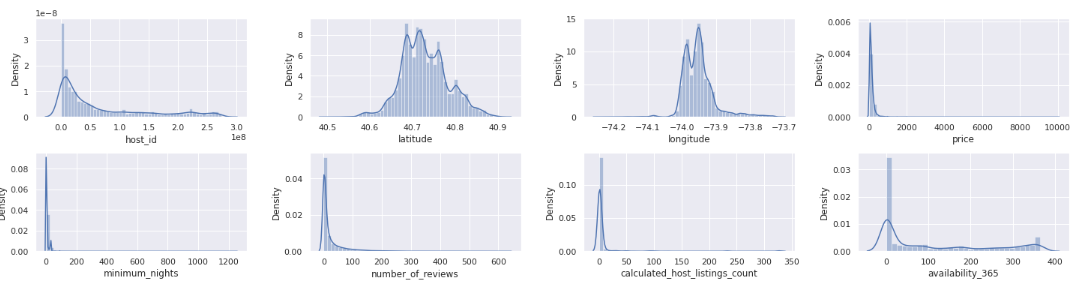 1e−8
3
2
1
0
Density
0.0 0.5 1.0 1.5 2.0 2.5 3.0
1e8
host_id
8
6
4
2
0
Density
40.5 40.6 40.7 40.8 40.9
latitude
15
10
5
0
Density
−74.2 −74.1 −74.0 −73.9 −73.8 −73.7
longitude
0.006
0.004
0.002
0.000
Density
0 2000 4000 6000 8000 10000
price
0.08
0.06
0.04
0.02
0.00
Density
0 200 400 600 800 1000 1200
minimum_nights
0.04
0.02
0.00
Density
0 100 200 300 400 500 600
number_of_reviews
0.10
0.05
0.00
Density
0 50 100 150 200 250 300 350
calculated_host_listings_count
0.03
0.02
0.01
0.00
Density
0 100 200 300 400
availability_365